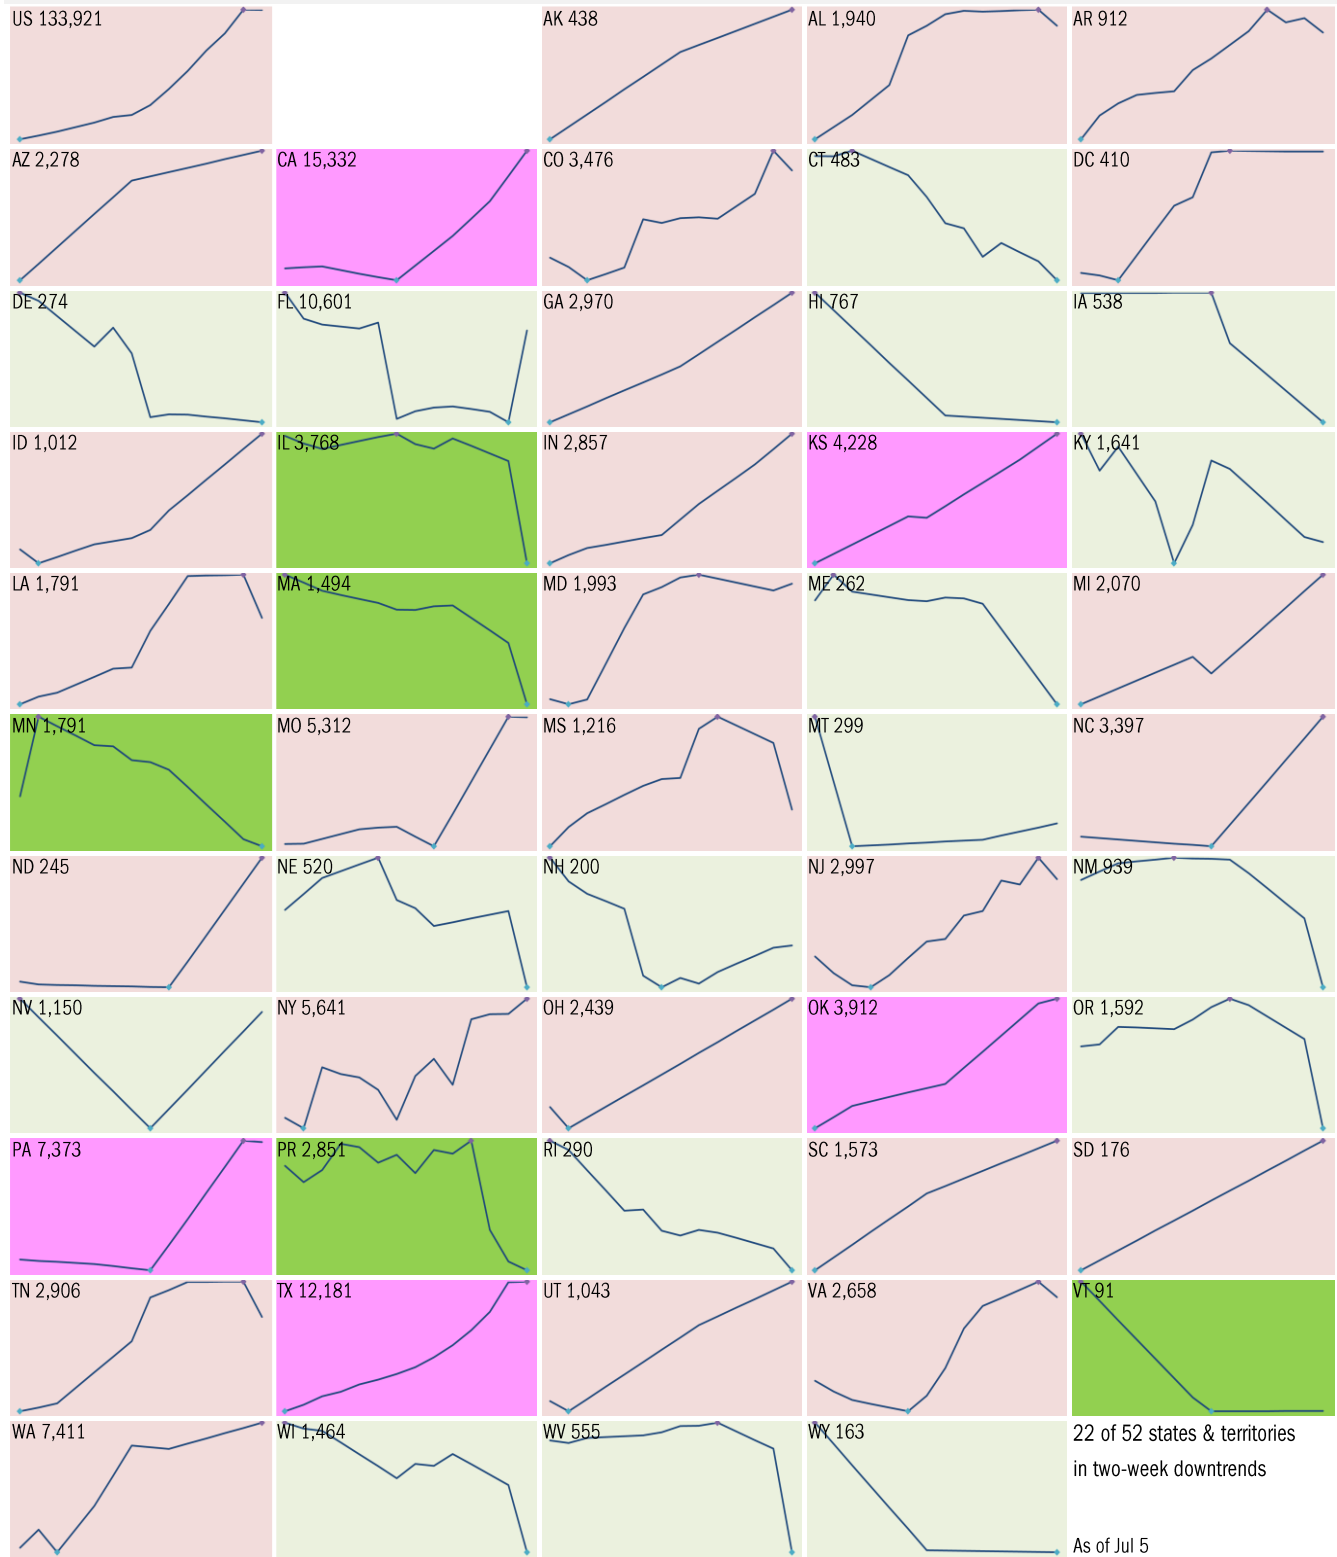 US 133,921
AK 438
AL 1,940
AR 912
AZ 2,278
CA 15,332
CO 3,476
CT 483
DC 410
DE 274
FL 10,601
GA 2,970
HI 767
IA 538
ID 1,012
IL 3,768
IN 2,857
KS 4,228
KY 1,641
LA 1,791
MA 1,494
MD 1,993
ME 262
MI 2,070
MN 1,791
MO 5,312
MS 1,216
MT 299
NC 3,397
ND 245
NE 520
NH 200
NJ 2,997
NM 939
NV 1,150
NY 5,641
OH 2,439
OK 3,912
OR 1,592
PA 7,373
PR 2,851
RI 290
SC 1,573
SD 176
TN 2,906
TX 12,181
UT 1,043
VA 2,658
VT 91
WA 7,411
WI 1,464
WV 555
WY 163
22 of 52 states & territories
in two-week downtrends
As of Jul 5